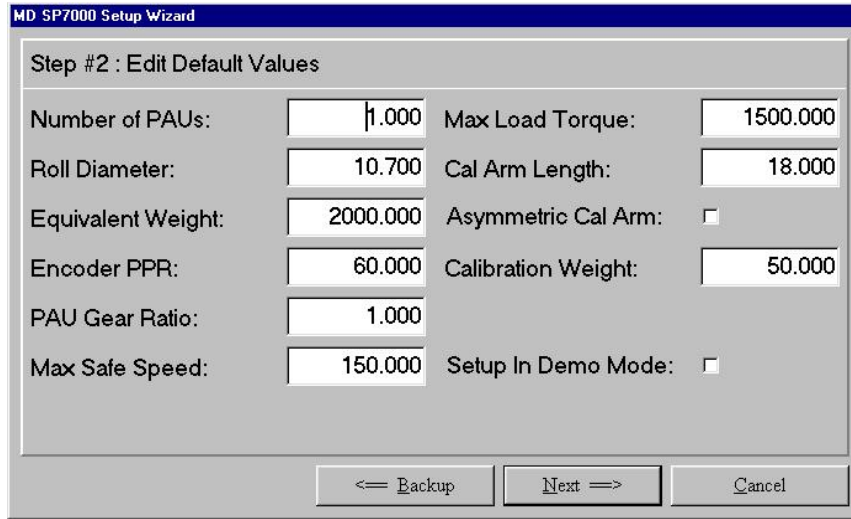 MD SP7000 Setup Wizard
Step #2 : Edit Default Values
Number of PAUs: 1.000 Max Load Torque: 1500.000
Roll Diameter: 10.700 Cal Arm Length: 18.000
Equivalent Weight: 2000.000 Asymmetric Cal Arm:
Encoder PPR: 60.000 Calibration Weight: 50.000
PAU Gear Ratio: 1.000
Max Safe Speed: 150.000 Setup In Demo Mode:
<== Backup Next ==> Cancel